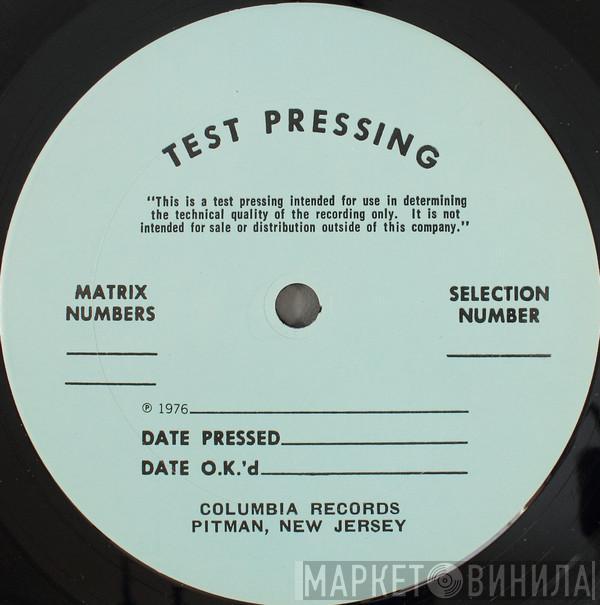 TEST PRESSING
"This is a test pressing intended for use in determining
the technical quality of the recording only. It is not
intended for sale or distribution outside of this company."
MATRIX
NUMBERS
SELECTION
NUMBER
℗ 1976
DATE PRESSED
DATE O.K.'d
COLUMBIA RECORDS
PITMAN, NEW JERSEY
МАРКЕТ ВИНИЛА